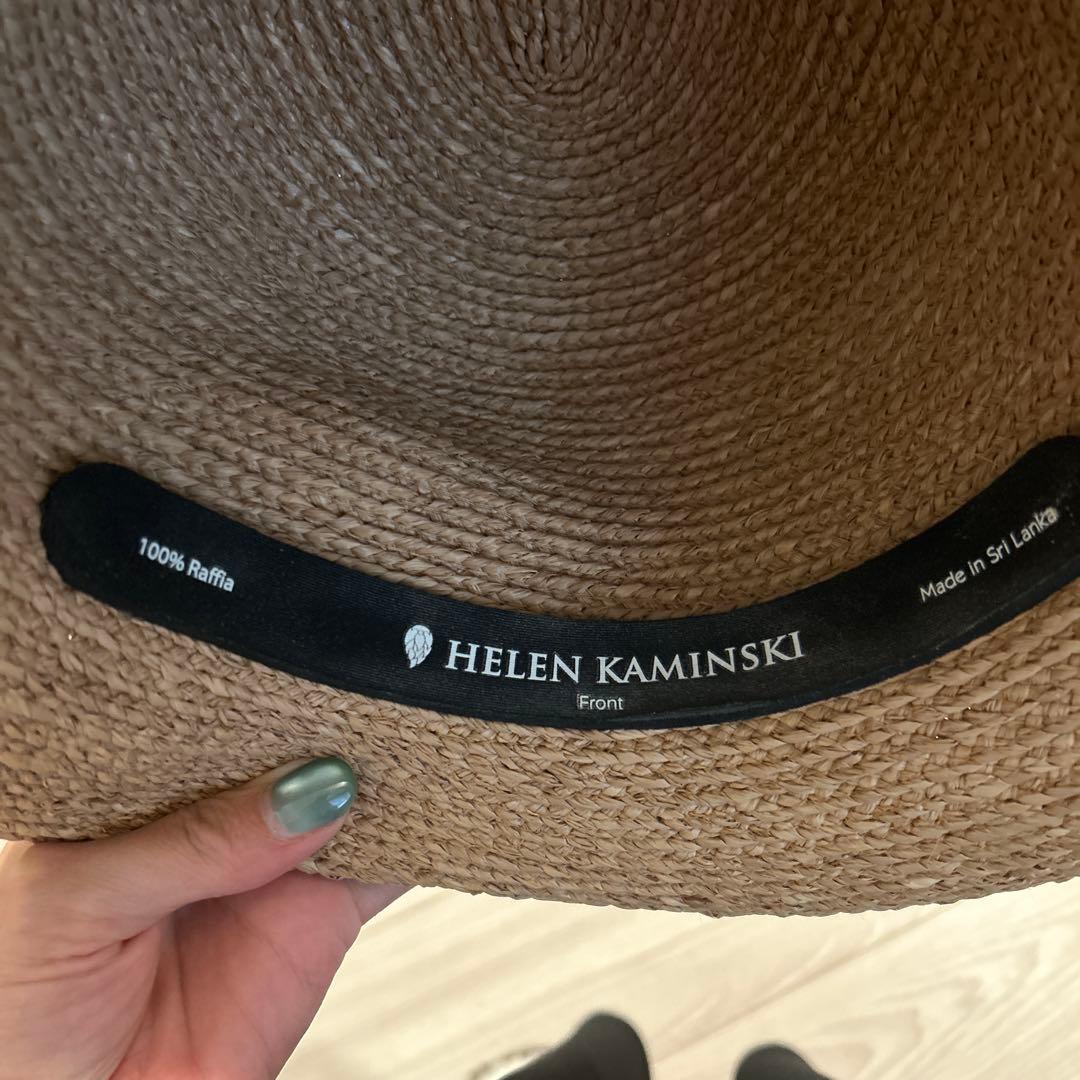 100% Raffia
HELEN KAMINSKI
Front
Made in Sri Lanka